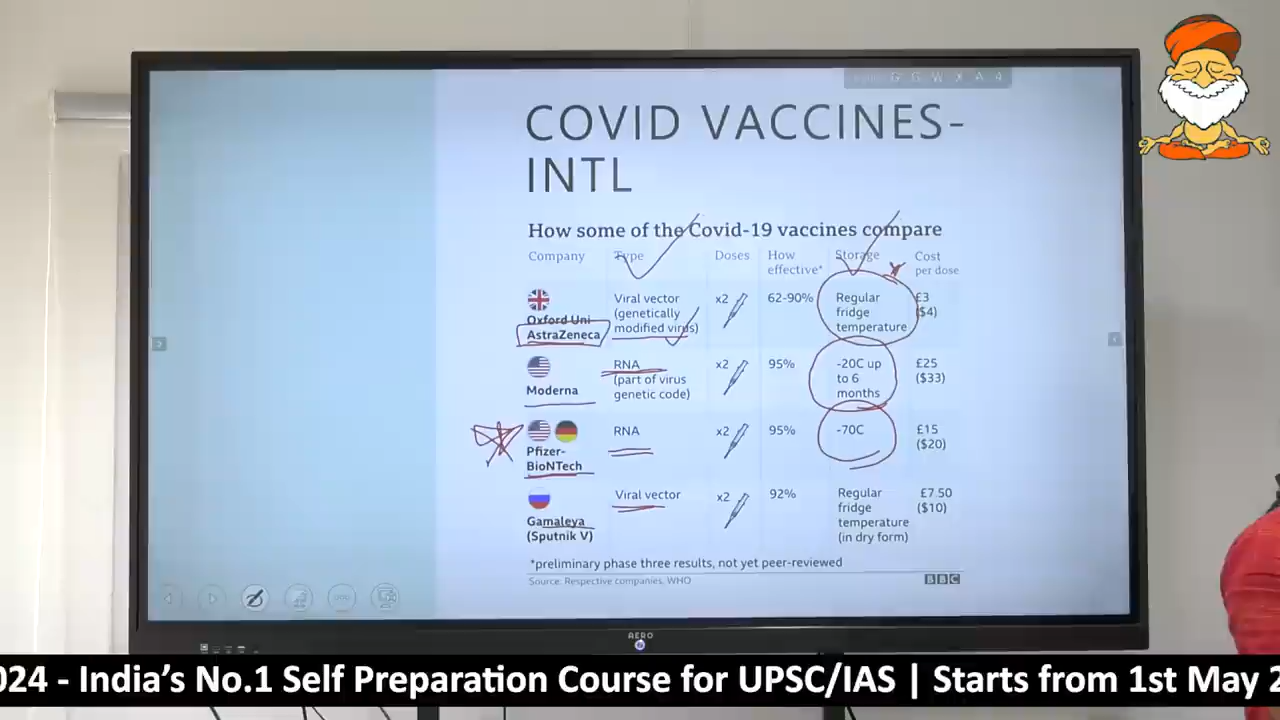 COVID VACCINES-
INTL
How some of the Covid-19 vaccines compare
Company Type Doses How effective* Storage Cost per dose
Oxford Uni AstraZeneca Viral vector (genetically modified virus) x2 62-90% Regular fridge temperature £3 ($4)
Moderna RNA (part of virus genetic code) x2 95% -20C up to 6 months £25 ($33)
Pfizer-BioNTech RNA x2 95% -70C £15 ($20)
Gamaleya (Sputnik V) Viral vector x2 92% Regular fridge temperature (in dry form) £7.50 ($10)
*preliminary phase three results, not yet peer-reviewed
Source: Respective companies, WHO BBC
AERO
024 - India’s No.1 Self Preparation Course for UPSC/IAS | Starts from 1st May 2